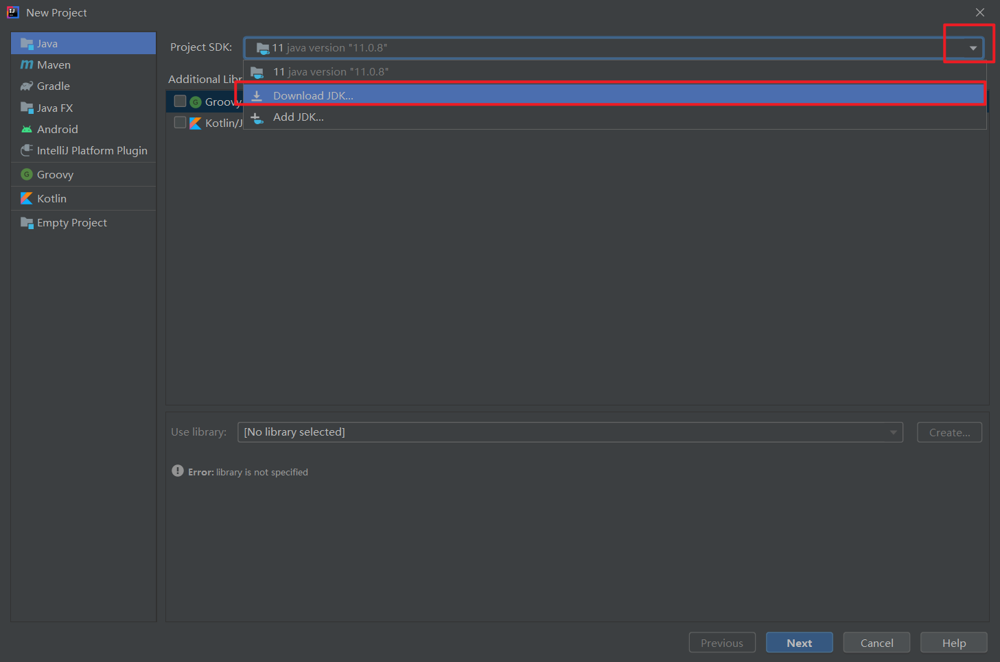 New Project
Java
Maven
Gradle
Java FX
Android
IntelliJ Platform Plugin
Groovy
Kotlin
Empty Project
Project SDK:
11 java version "11.0.8"
11 java version "11.0.8"
Download JDK...
Add JDK...
Additional Libr
Groovy
Kotlin/J
Use library:
[No library selected]
Create...
Error: library is not specified
Previous
Next
Cancel
Help